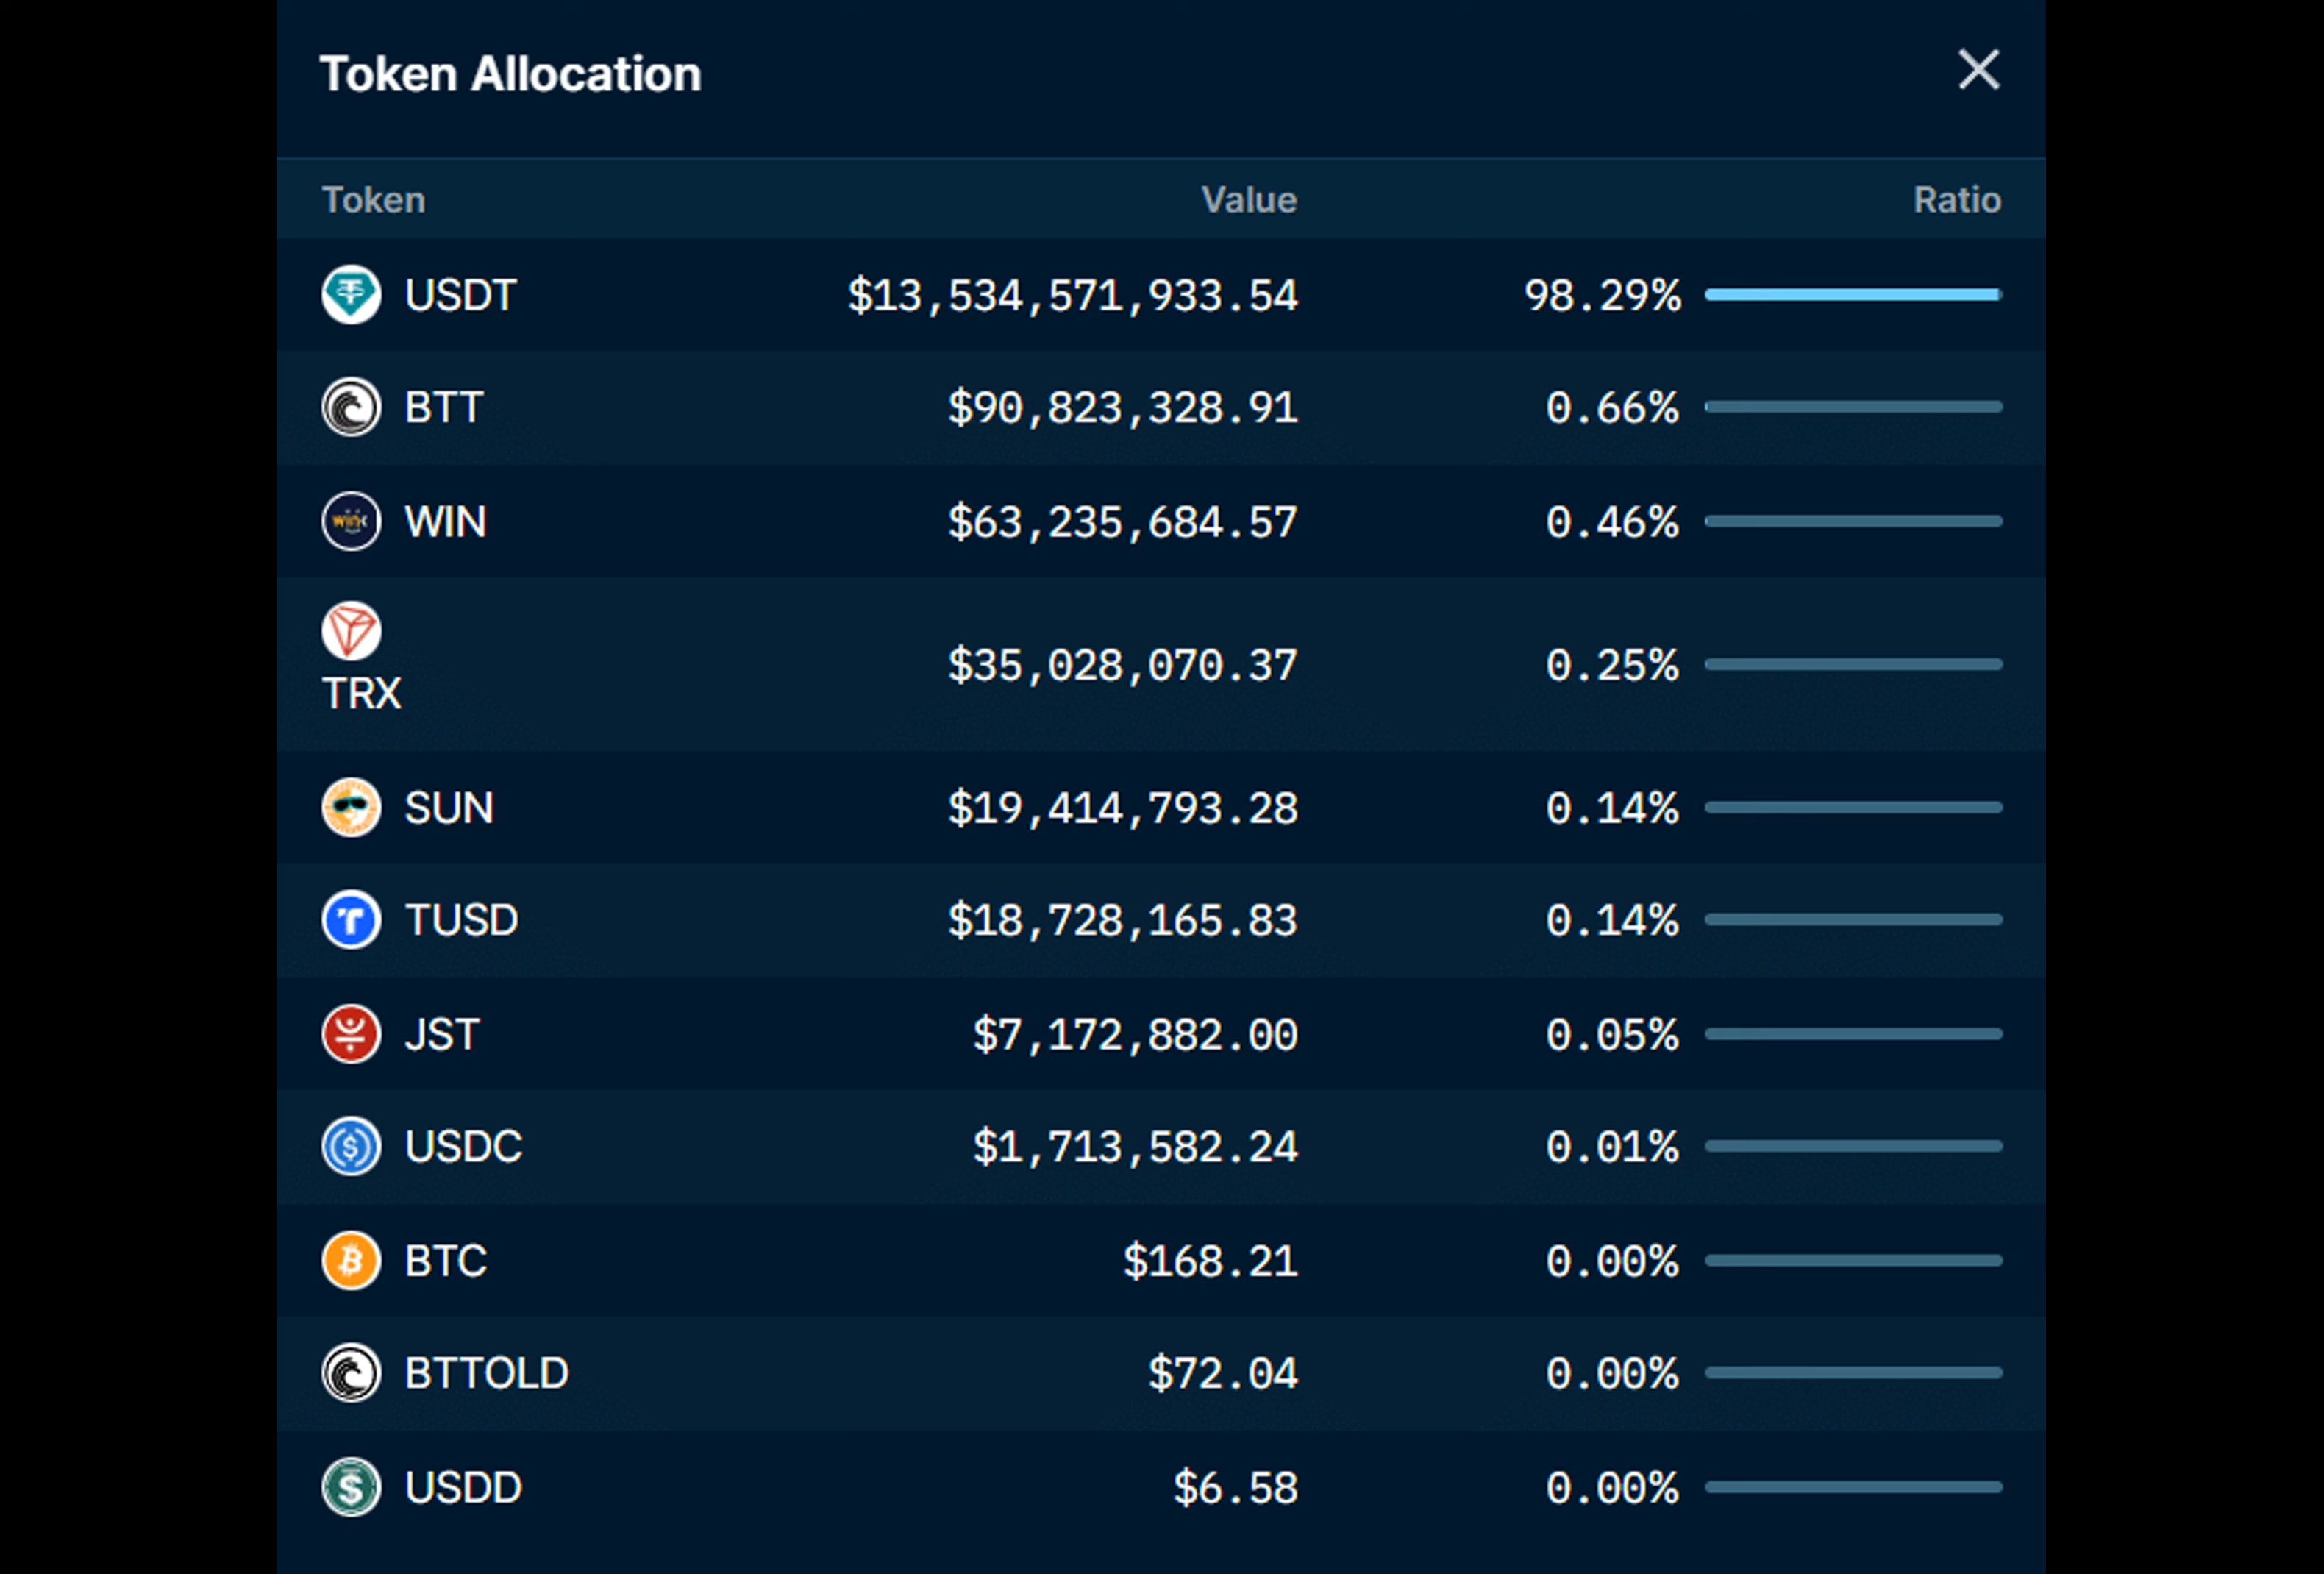 Token Allocation
Token Value Ratio
USDT $13,534,571,933.54 98.29%
BTT $90,823,328.91 0.66%
WIN $63,235,684.57 0.46%
TRX $35,028,070.37 0.25%
SUN $19,414,793.28 0.14%
TUSD $18,728,165.83 0.14%
JST $7,172,882.00 0.05%
USDC $1,713,582.24 0.01%
BTC $168.21 0.00%
BTTOLD $72.04 0.00%
USDD $6.58 0.00%